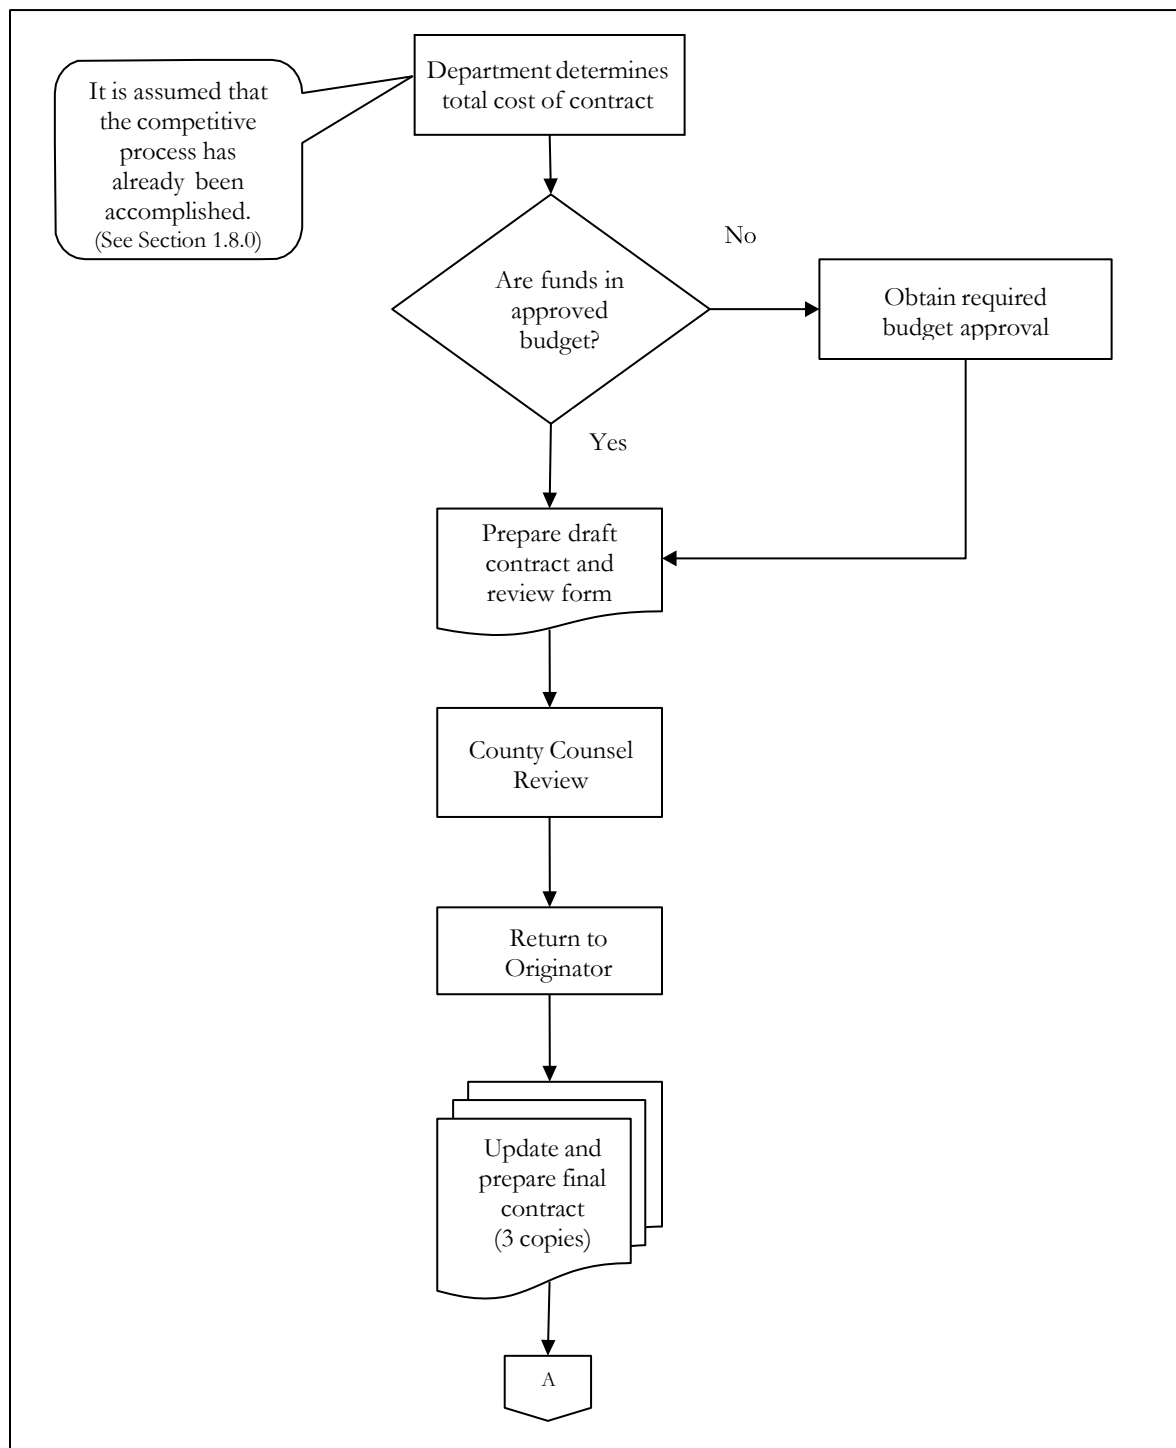 Department determines
total cost of contract
It is assumed that
the competitive
process has
already been
accomplished.
(See Section 1.8.0)
No
Are funds in
approved
budget?
Obtain required
budget approval
Yes
Prepare draft
contract and
review form
County Counsel
Review
Return to
Originator
Update and
prepare final
contract
(3 copies)
A